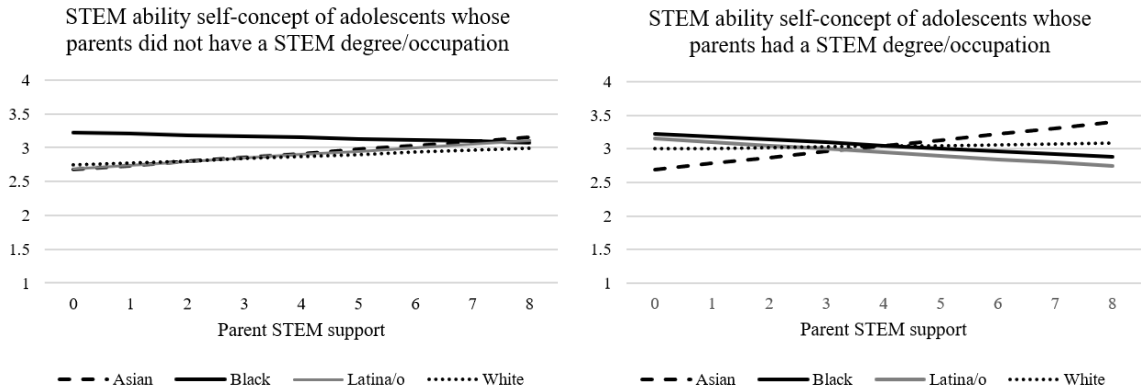 STEM ability self-concept of adolescents whose
parents did not have a STEM degree/occupation
4
3.5
3
2.5
2
1.5
1
0 1 2 3 4 5 6 7 8
Parent STEM support
Asian Black Latina/o White
STEM ability self-concept of adolescents whose
parents had a STEM degree/occupation
4
3.5
3
2.5
2
1.5
1
0 1 2 3 4 5 6 7 8
Parent STEM support
Asian Black Latina/o White